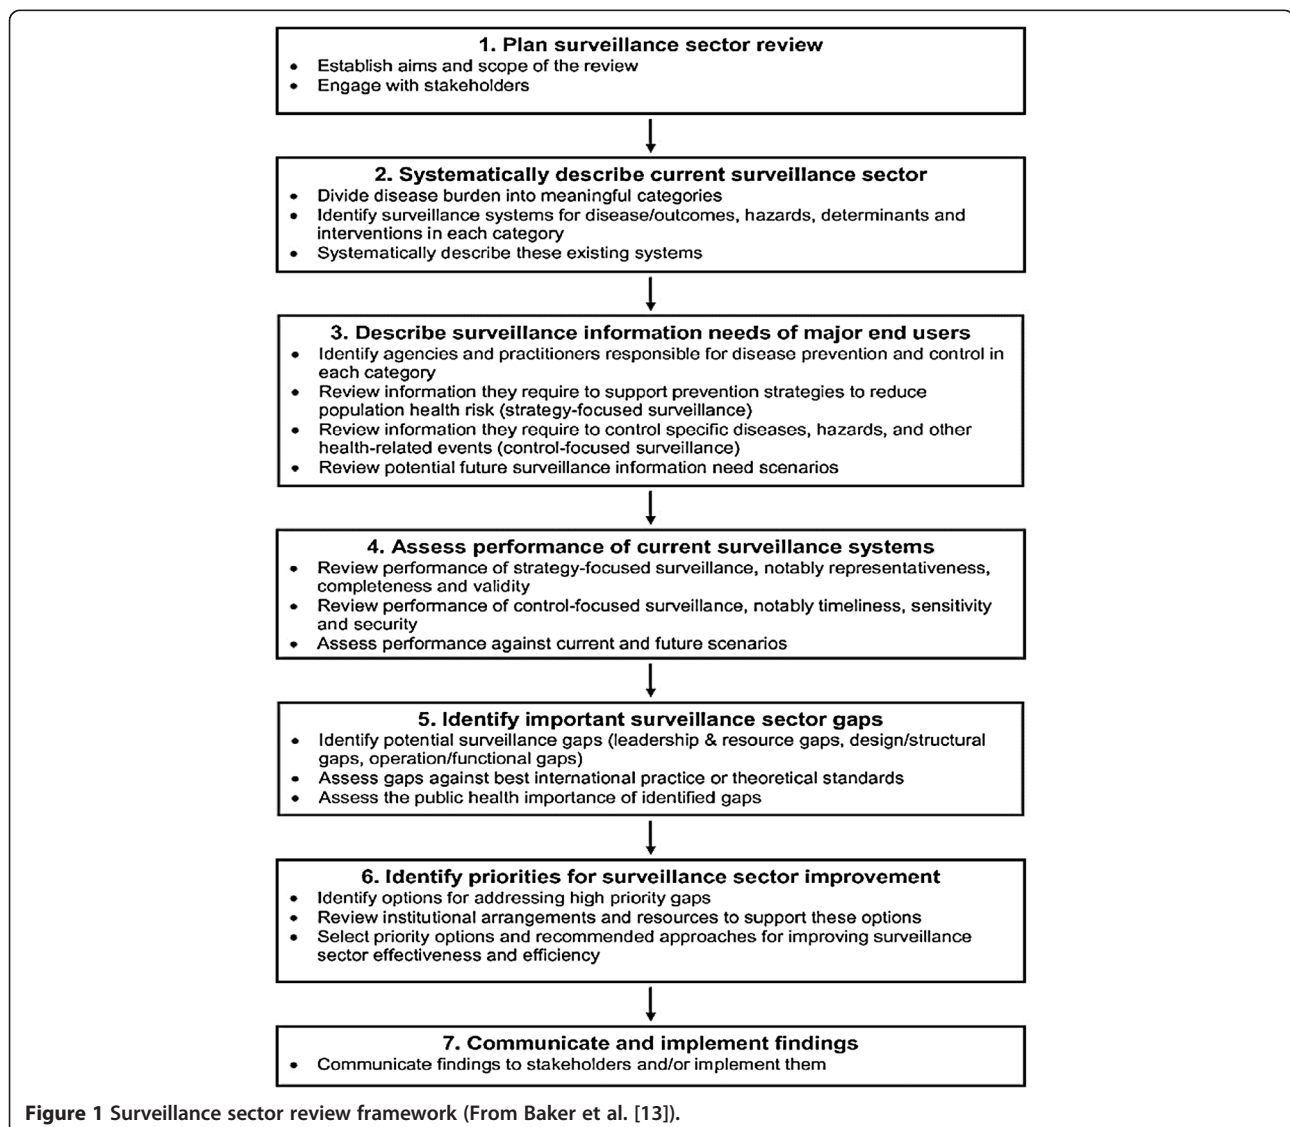 1. Plan surveillance sector review
• Establish aims and scope of the review
• Engage with stakeholders
2. Systematically describe current surveillance sector
• Divide disease burden into meaningful categories
• Identify surveillance systems for disease/outcomes, hazards, determinants and
interventions in each category
• Systematically describe these existing systems
3. Describe surveillance information needs of major end users
• Identify agencies and practitioners responsible for disease prevention and control in
each category
• Review information they require to support prevention strategies to reduce
population health risk (strategy-focused surveillance)
• Review information they require to control specific diseases, hazards, and other
health-related events (control-focused surveillance)
• Review potential future surveillance information need scenarios
4. Assess performance of current surveillance systems
• Review performance of strategy-focused surveillance, notably representativeness,
completeness and validity
• Review performance of control-focused surveillance, notably timeliness, sensitivity
and security
• Assess performance against current and future scenarios
5. Identify important surveillance sector gaps
• Identify potential surveillance gaps (leadership & resource gaps, design/structural
gaps, operation/functional gaps)
• Assess gaps against best international practice or theoretical standards
• Assess the public health importance of identified gaps
6. Identify priorities for surveillance sector improvement
• Identify options for addressing high priority gaps
• Review institutional arrangements and resources to support these options
• Select priority options and recommended approaches for improving surveillance
sector effectiveness and efficiency
7. Communicate and implement findings
• Communicate findings to stakeholders and/or implement them
Figure 1 Surveillance sector review framework (From Baker et al. [13]).